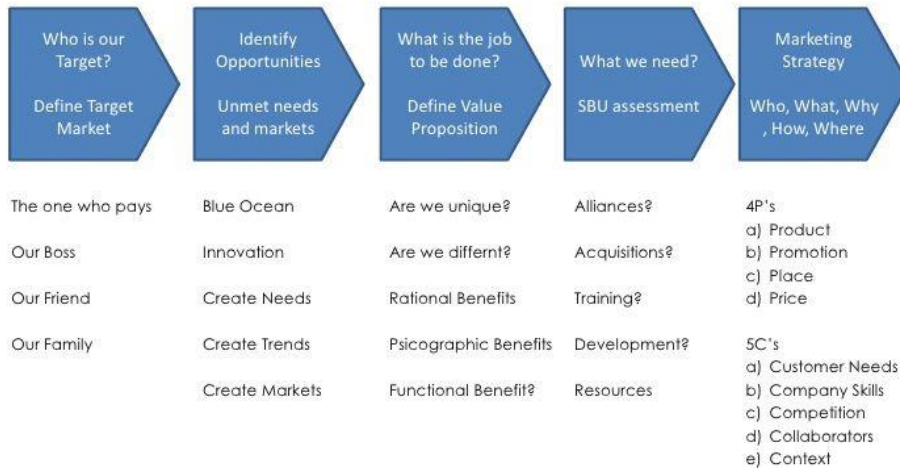 Who is our
Target?
Define Target
Market
Identify
Opportunities
Unmet needs
and markets
What is the job
to be done?
Define Value
Proposition
What we need?
SBU assessment
Marketing
Strategy
Who, What, Why
, How, Where
The one who pays
Our Boss
Our Friend
Our Family
Blue Ocean
Innovation
Create Needs
Create Trends
Create Markets
Are we unique?
Are we differnt?
Rational Benefits
Psicographic Benefits
Functional Benefit?
Alliances?
Acquisitions?
Training?
Development?
Resources
4P's
a) Product
b) Promotion
c) Place
d) Price
5C's
a) Customer Needs
b) Company Skills
c) Competition
d) Collaborators
e) Context